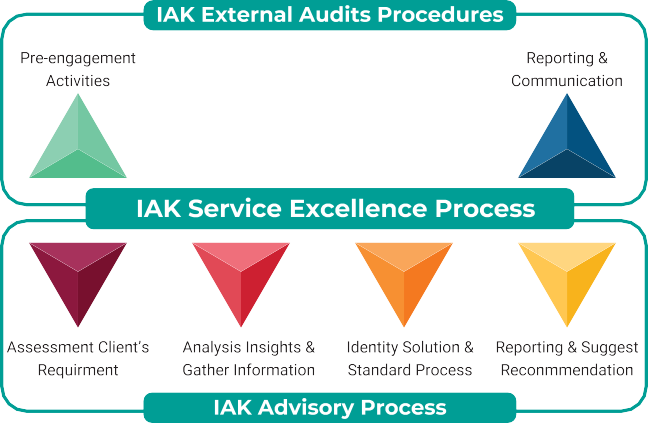 IAK External Audits Procedures
Pre-engagement
Activities
Reporting &
Communication
IAK Service Excellence Process
Assessment Client's
Requirment
Analysis Insights &
Gather Information
Identity Solution &
Standard Process
Reporting & Suggest
Reconmmendation
IAK Advisory Process